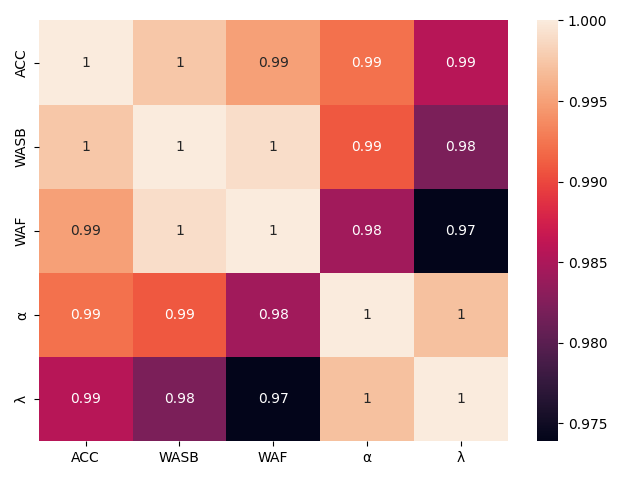 ACC 1 1 0.99 0.99 0.99
WASB 1 1 1 0.99 0.98
WAF 0.99 1 1 0.98 0.97
α 0.99 0.99 0.98 1 1
λ 0.99 0.98 0.97 1 1
ACC WASB WAF α λ
1.000
0.995
0.990
0.985
0.980
0.975